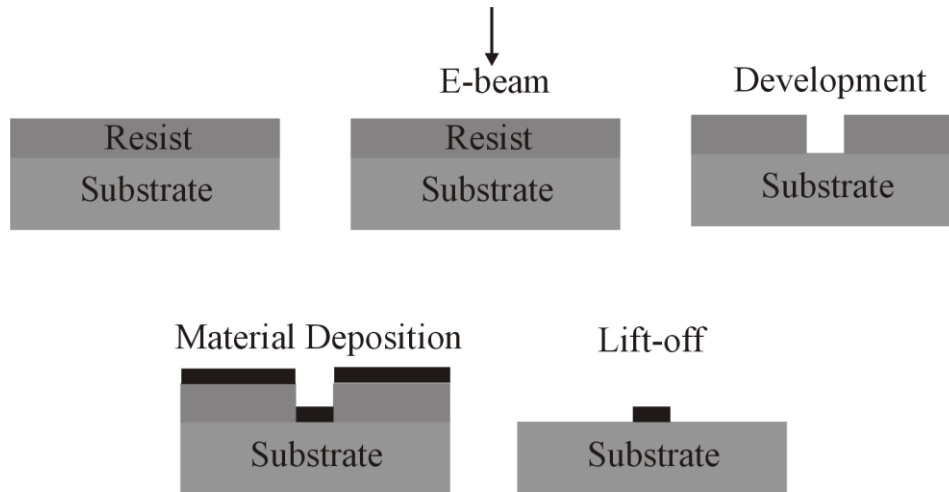 E-beam
Development
Resist
Resist
Substrate
Substrate
Substrate
Material Deposition
Lift-off
Substrate
Substrate